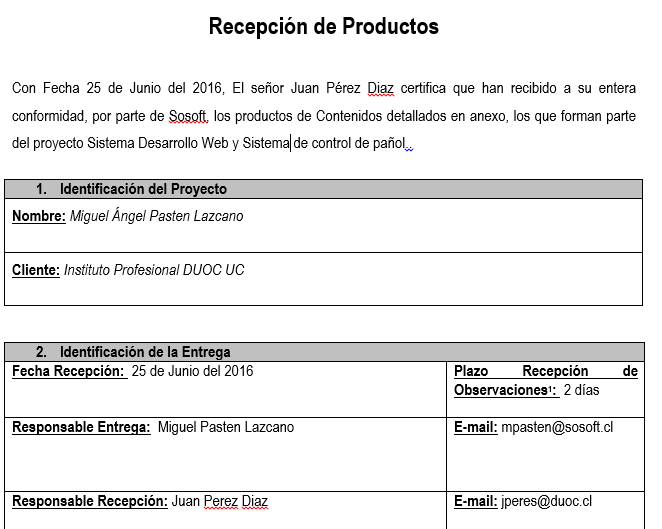 Recepción de Productos
Con Fecha 25 de Junio del 2016, El señor Juan Pérez Diaz certifica que han recibido a su entera
conformidad, por parte de Sosoft, los productos de Contenidos detallados en anexo, los que forman parte
del proyecto Sistema Desarrollo Web y Sistema de control de pañol..
1. Identificación del Proyecto
Nombre: Miguel Ángel Pasten Lazcano
Cliente: Instituto Profesional DUOC UC
2. Identificación de la Entrega
Fecha Recepción: 25 de Junio del 2016
Plazo Recepción de
Observaciones¹: 2 días
Responsable Entrega: Miguel Pasten Lazcano
E-mail: mpasten@sosoft.cl
Responsable Recepción: Juan Perez Diaz
E-mail: jperes@duoc.cl